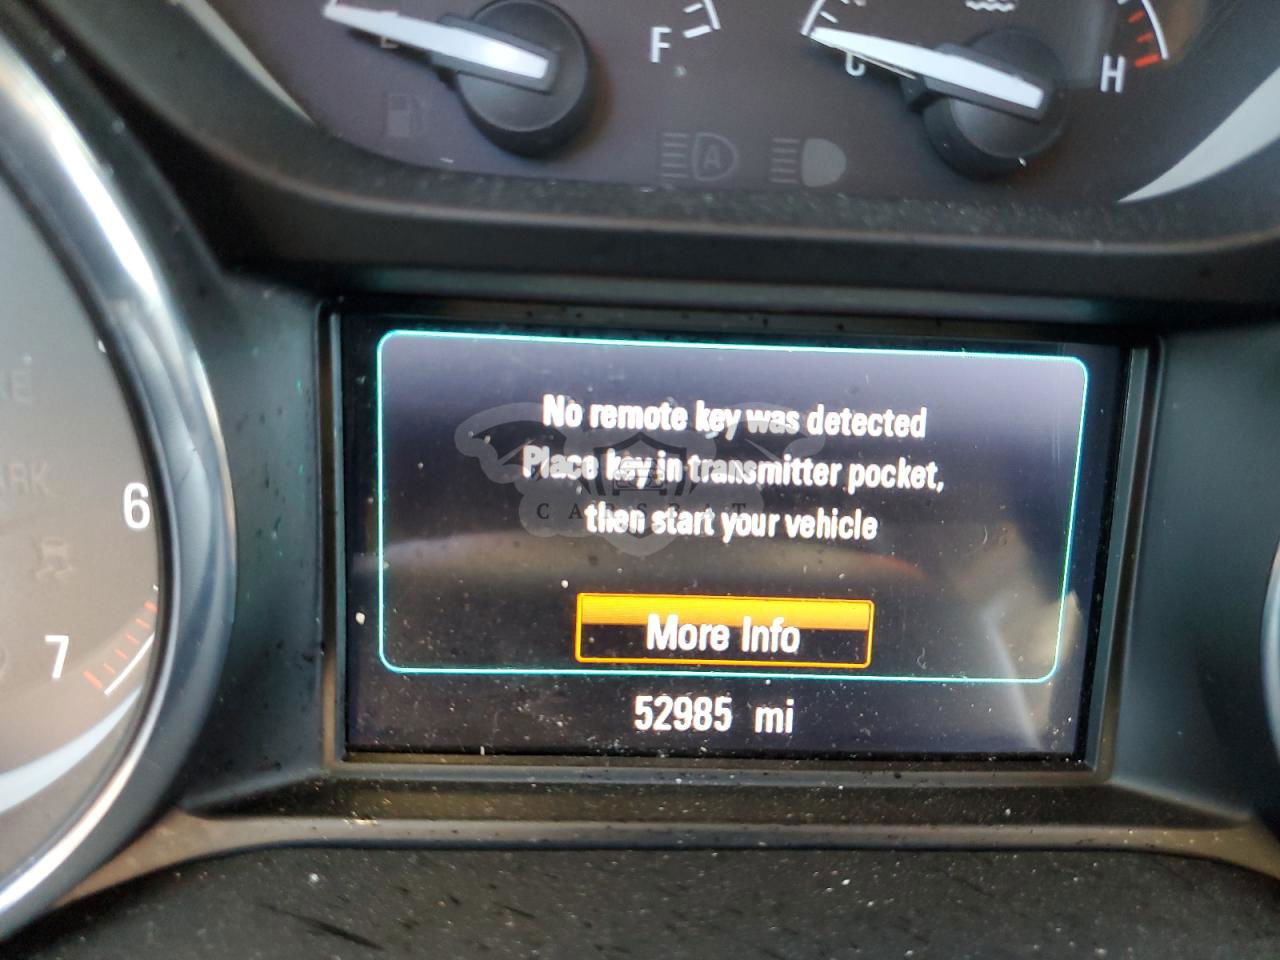 E
F
C
H
A
ARK
6
7
No remote key was detected
Place key in transmitter pocket,
then start your vehicle
More Info
52985 mi